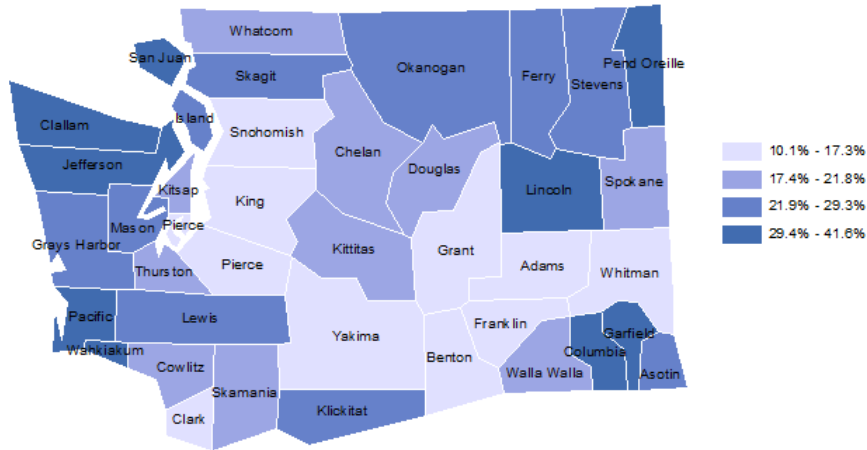 Whatcom
San Juan
Skagit
Okanogan
Ferry
Stevens
Pend Oreille
Island
Clallam
Snohomish
Jefferson
Chelan
Douglas
Kitsap
Lincoln
Spokane
King
Mason
Pierce
Grays Harbor
Kittitas
Grant
Thurston
Pierce
Adams
Whitman
Pacific
Lewis
Yakima
Franklin
Garfield
Wahkiakum
Benton
Columbia
Cowlitz
Walla Walla
Asotin
Skamania
Clark
Klickitat
10.1% - 17.3%
17.4% - 21.8%
21.9% - 29.3%
29.4% - 41.6%